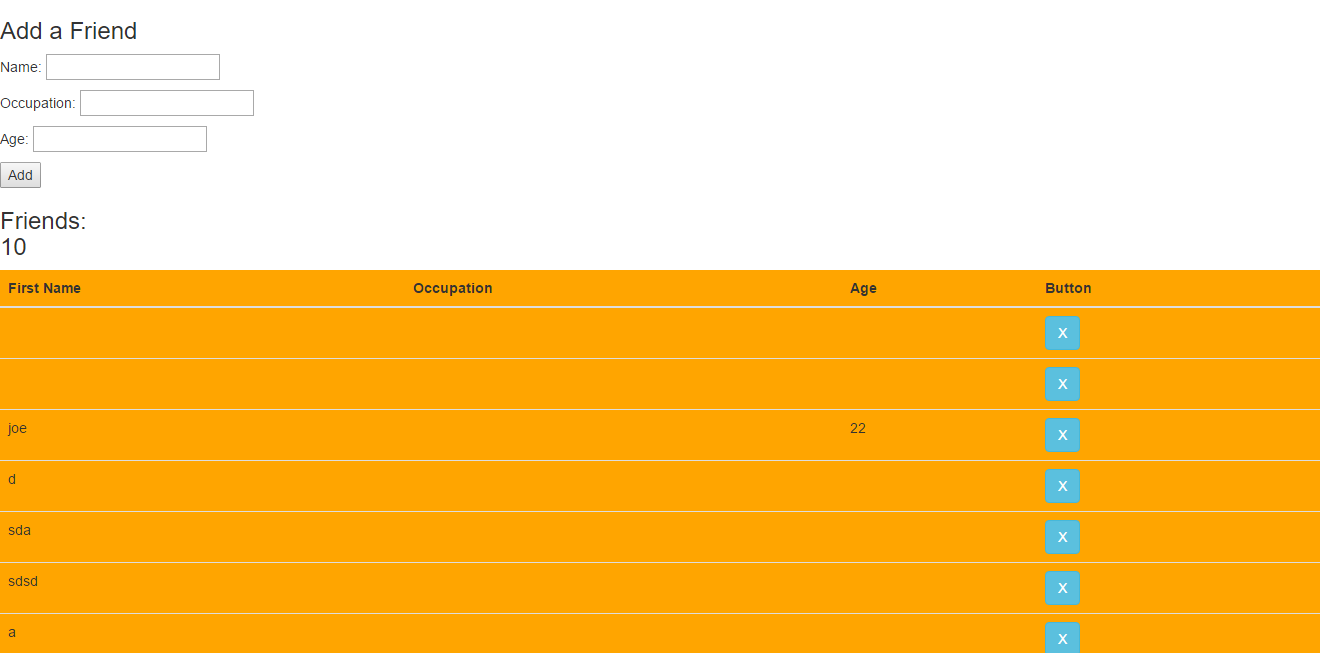 Add a Friend
Name:
Occupation:
Age:
Add
Friends:
10
First Name Occupation Age Button
X
X
joe 22 X
d X
sda X
sdsd X
a X